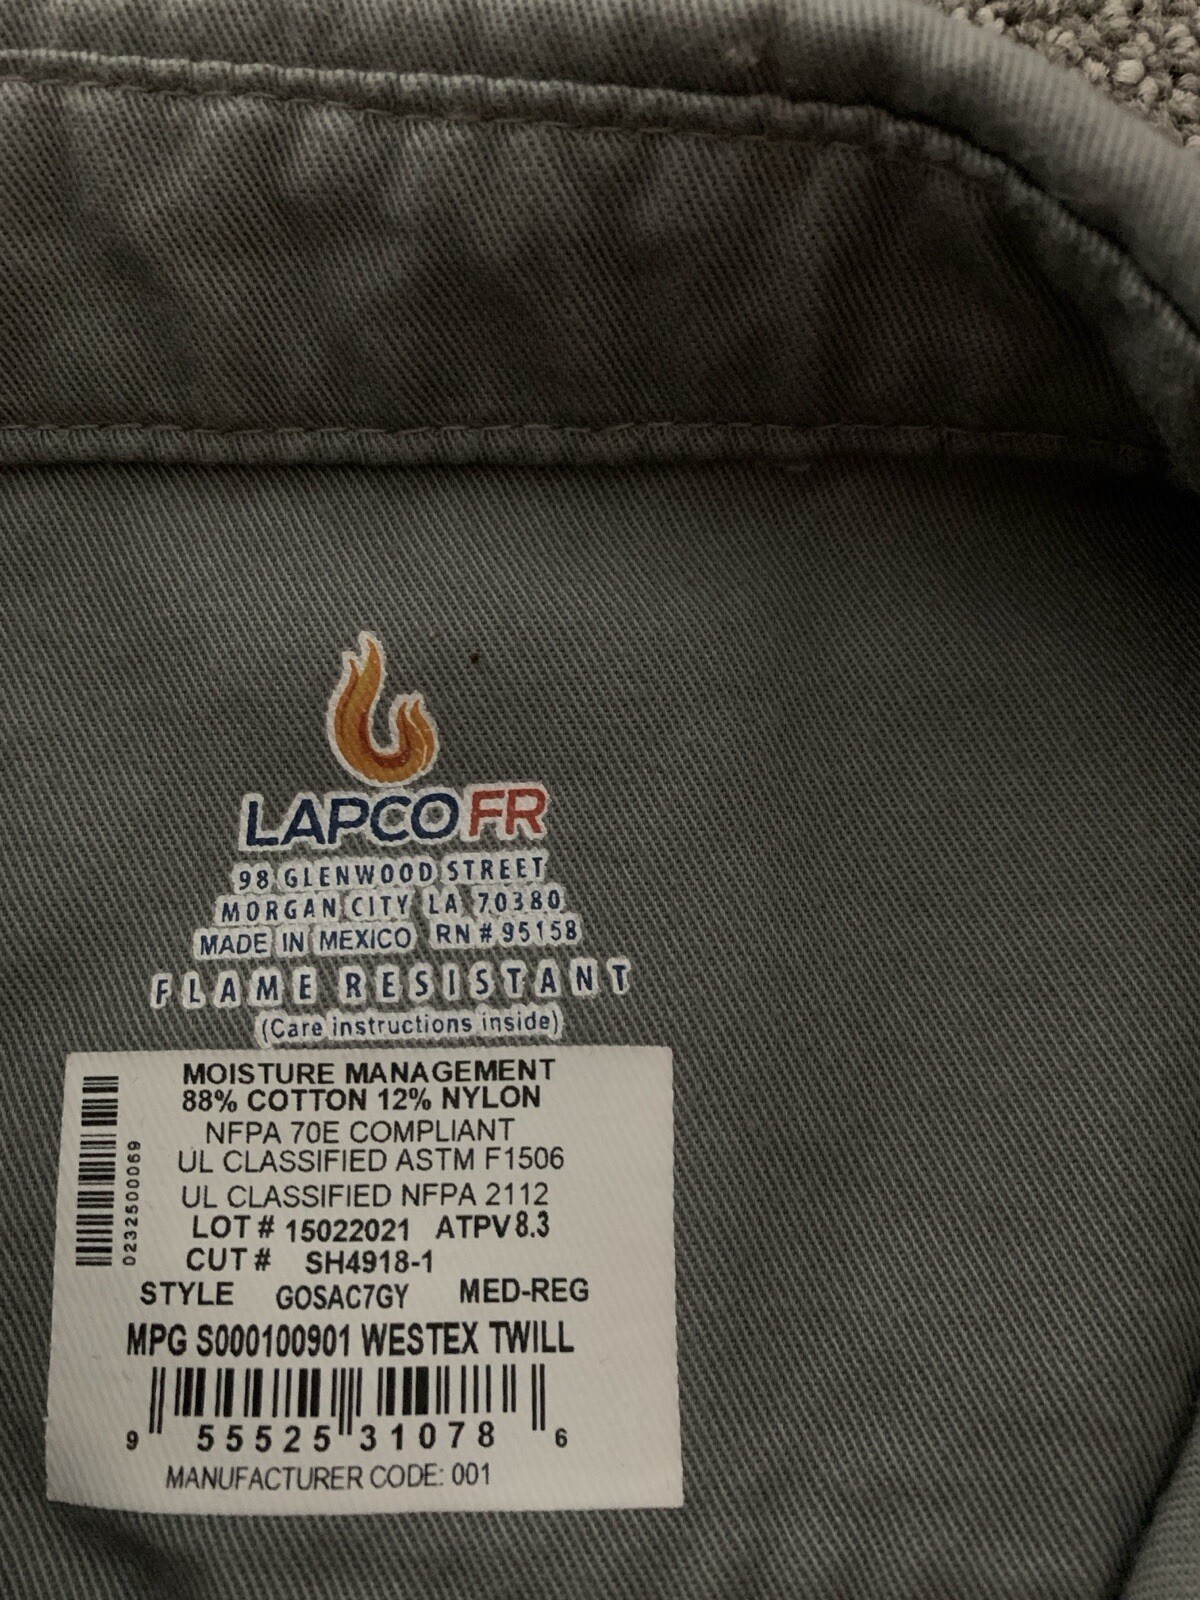 LAPCO FR
98 GLENWOOD STREET
MORGAN CITY LA 70380
MADE IN MEXICO RN # 95158
FLAME RESISTANT
(Care instructions inside)
MOISTURE MANAGEMENT
88% COTTON 12% NYLON
NFPA 70E COMPLIANT
UL CLASSIFIED ASTM F1506
UL CLASSIFIED NFPA 2112
LOT # 15022021 ATPV 8.3
CUT # SH4918-1
STYLE GOSAC7GY MED-REG
MPG S000100901 WESTEX TWILL
9 55525 31078 6
MANUFACTURER CODE: 001
0232500069